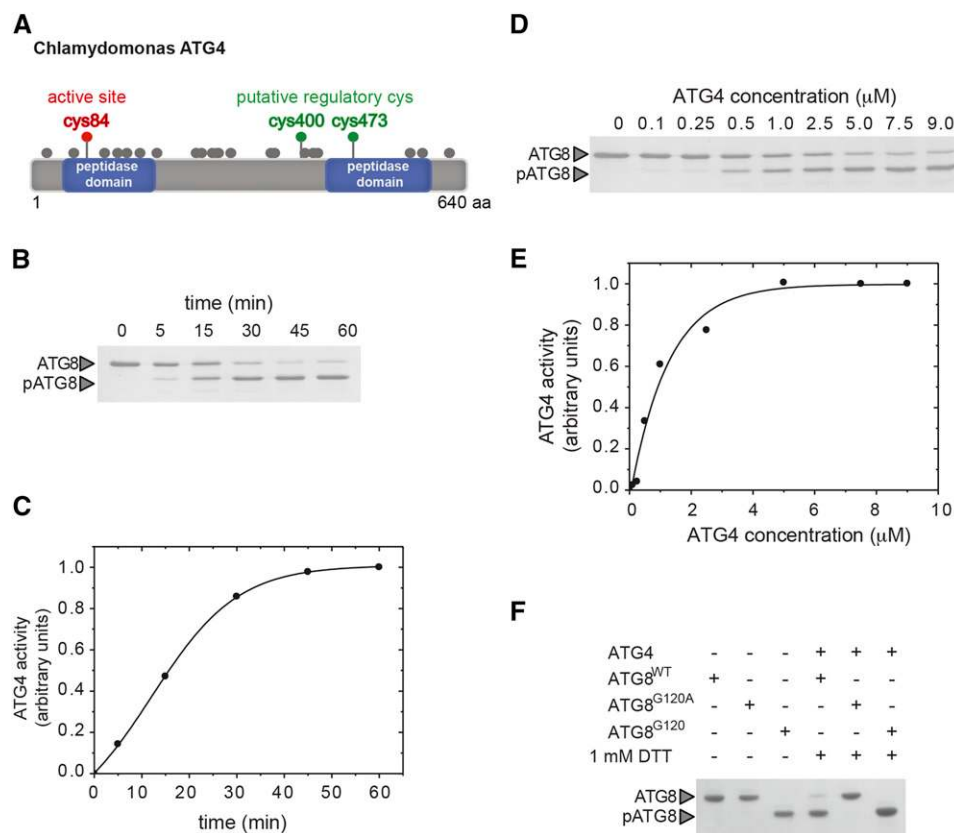 A
Chlamydomonas ATG4
active site
cys84
putative regulatory cys
cys400 cys473
peptidase
domain
peptidase
domain
1
640 aa
B
time (min)
0 5 15 30 45 60
ATG8
pATG8
C
ATG4 activity
(arbitrary units)
1.0
0.8
0.6
0.4
0.2
0.0
0 10 20 30 40 50 60
time (min)
D
ATG4 concentration (μM)
0 0.1 0.25 0.5 1.0 2.5 5.0 7.5 9.0
ATG8
pATG8
E
ATG4 activity
(arbitrary units)
1.0
0.8
0.6
0.4
0.2
0.0
0 2 4 6 8 10
ATG4 concentration (μM)
F
ATG4 - - - + + +
ATG8WT + - - + - -
ATG8G120A - + - - + -
ATG8G120 - - + - - +
1 mM DTT - - - + + +
ATG8
pATG8